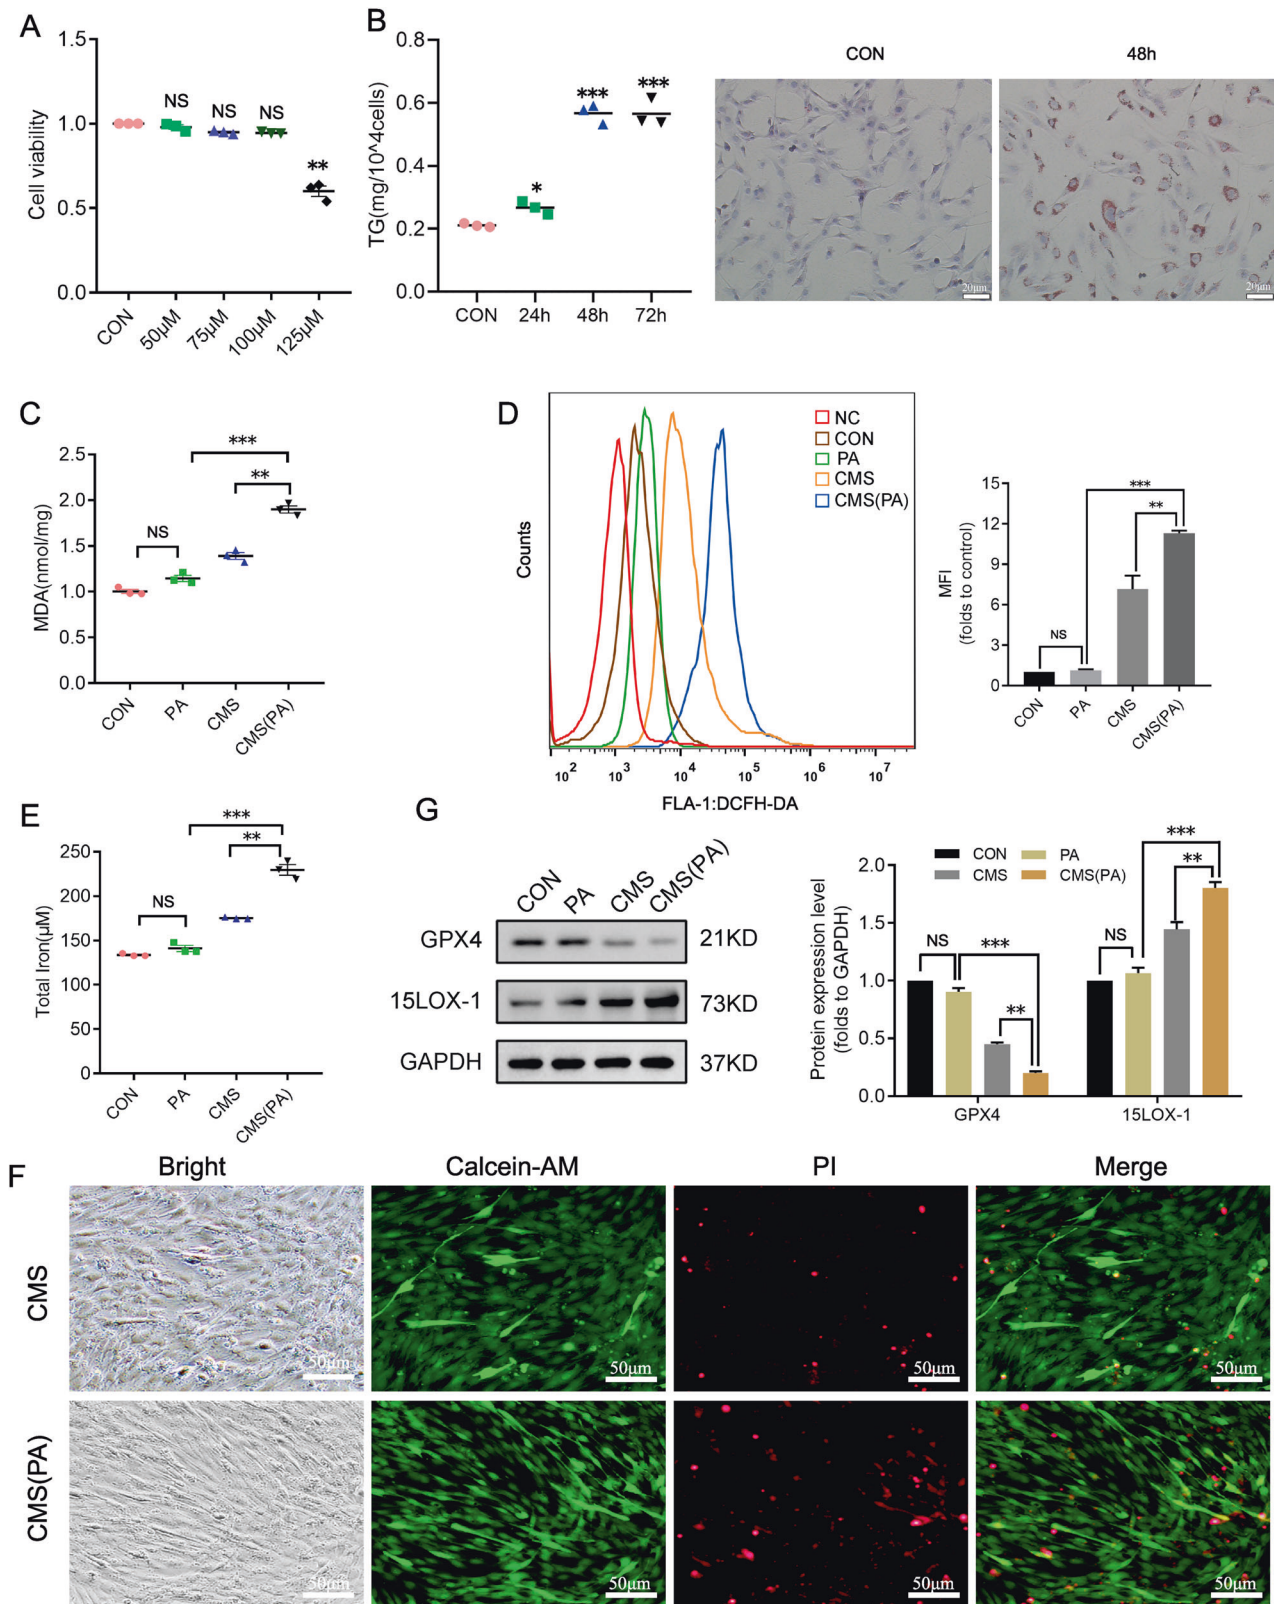 A
Cell viability
1.5
1.0
0.5
0.0
NS
NS
NS
**
CON
50μM
75μM
100μM
125μM
B
TG(mg/10^4cells)
0.8
0.6
0.4
0.2
0.0
*
***
***
CON
24h
48h
72h
CON
48h
20μm
20μm
C
MDA(nmol/mg)
2.5
2.0
1.5
1.0
0.5
0.0
NS
**
***
CON
PA
CMS
CMS(PA)
D
Counts
NC
CON
PA
CMS
CMS(PA)
10^2
10^3
10^4
10^5
10^6
10^7
FLA-1:DCFH-DA
MFI
(folds to control)
15
12
9
6
3
0
NS
***
**
CON
PA
CMS
CMS(PA)
E
Total Iron(μM)
250
200
150
100
50
0
NS
***
**
CON
PA
CMS
CMS(PA)
G
CON
PA
CMS
CMS(PA)
GPX4
21KD
15LOX-1
73KD
GAPDH
37KD
Protein expression level
(folds to GAPDH)
2.0
1.5
1.0
0.5
0.0
CON
PA
CMS
CMS(PA)
NS
***
**
NS
***
**
GPX4
15LOX-1
F
Bright
Calcein-AM
PI
Merge
CMS
50μm
50μm
50μm
50μm
CMS(PA)
50μm
50μm
50μm
50μm